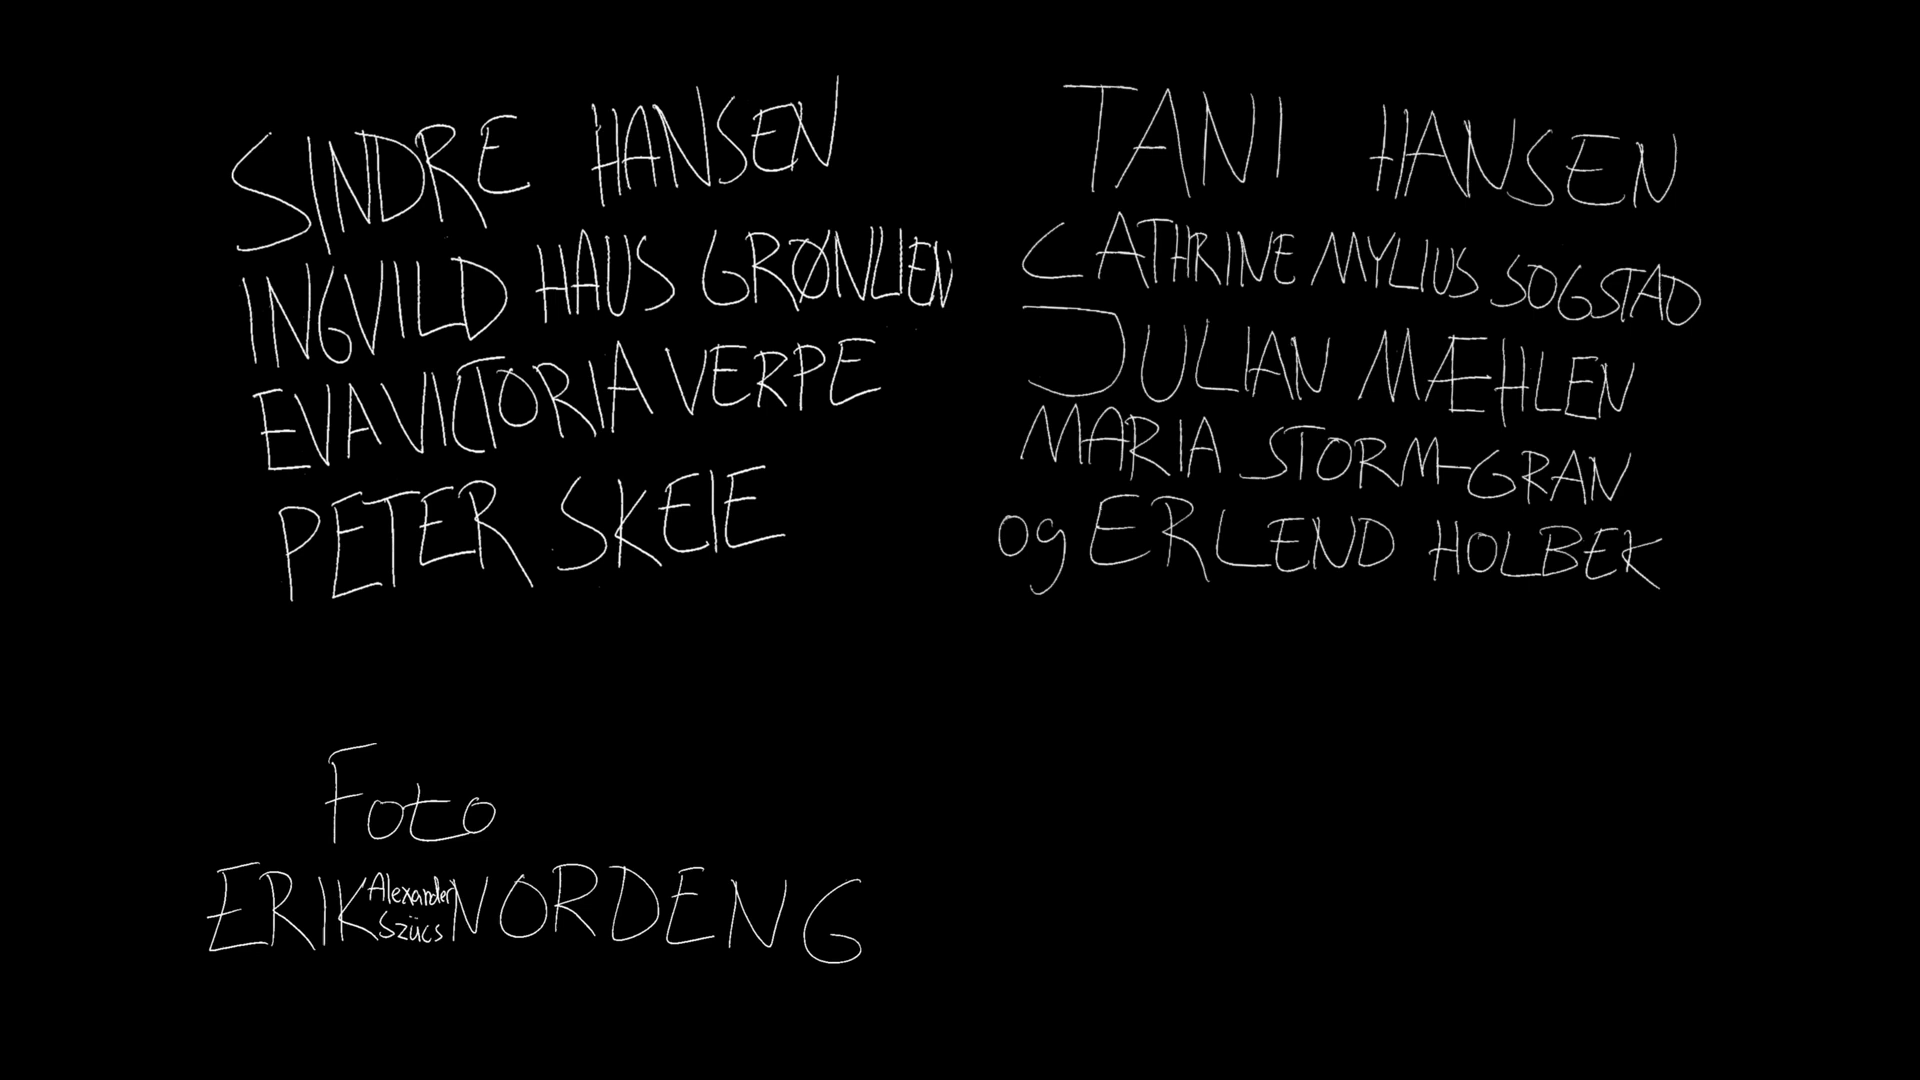 SINDRE HANSEN
INGVILD HAUS GRØNLIEN
EVA VICTORIA VERPE
PETER SKEIE
TANI HANSEN
CATHRINE MYLIUS SOGSTAD
JULIAN MÆHLEN
MARIA STORM-GRAN
og ERLEND HOLBEK
Foto
ERIK Alexander Szücs NORDENG